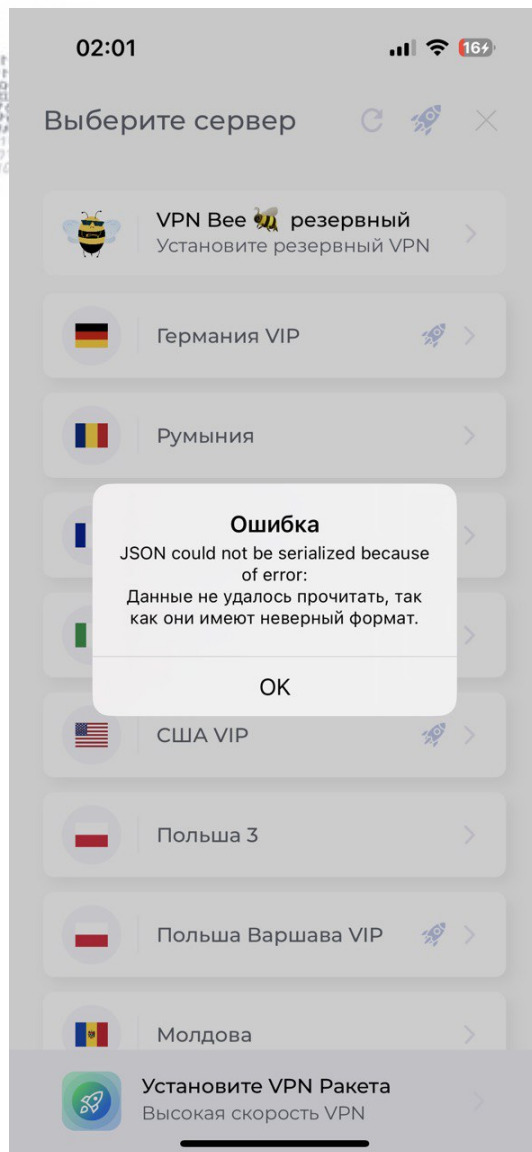 02:01
16
Выберите сервер
VPN Bee 🐝 резервный
Установите резервный VPN
Германия VIP
Румыния
Ошибка
JSON could not be serialized because
of error:
Данные не удалось прочитать, так
как они имеют неверный формат.
OK
США VIP
Польша 3
Польша Варшава VIP
Молдова
Установите VPN Ракета
Высокая скорость VPN